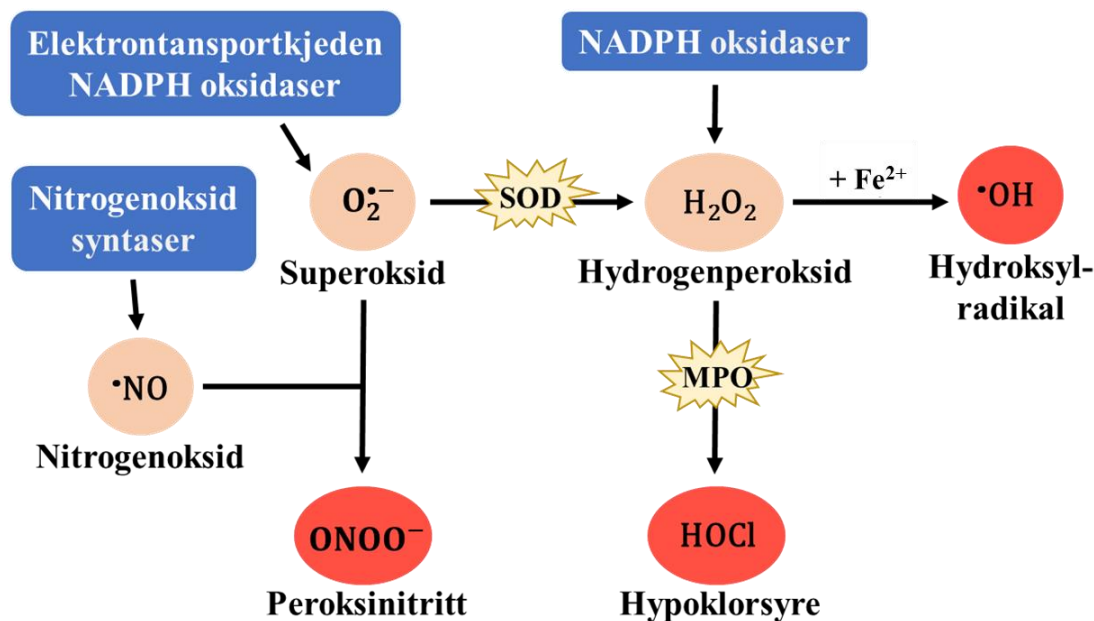 Elektrontansportkjeden
NADPH oksidaser
NADPH oksidaser
Nitrogenoksid
syntaser
O₂•−
SOD
H₂O₂
+ Fe²⁺
•OH
Superoksid
Hydrogenperoksid
Hydroksyl-
radikal
•NO
MPO
Nitrogenoksid
ONOO⁻
HOCl
Peroksinitritt
Hypoklorsyre